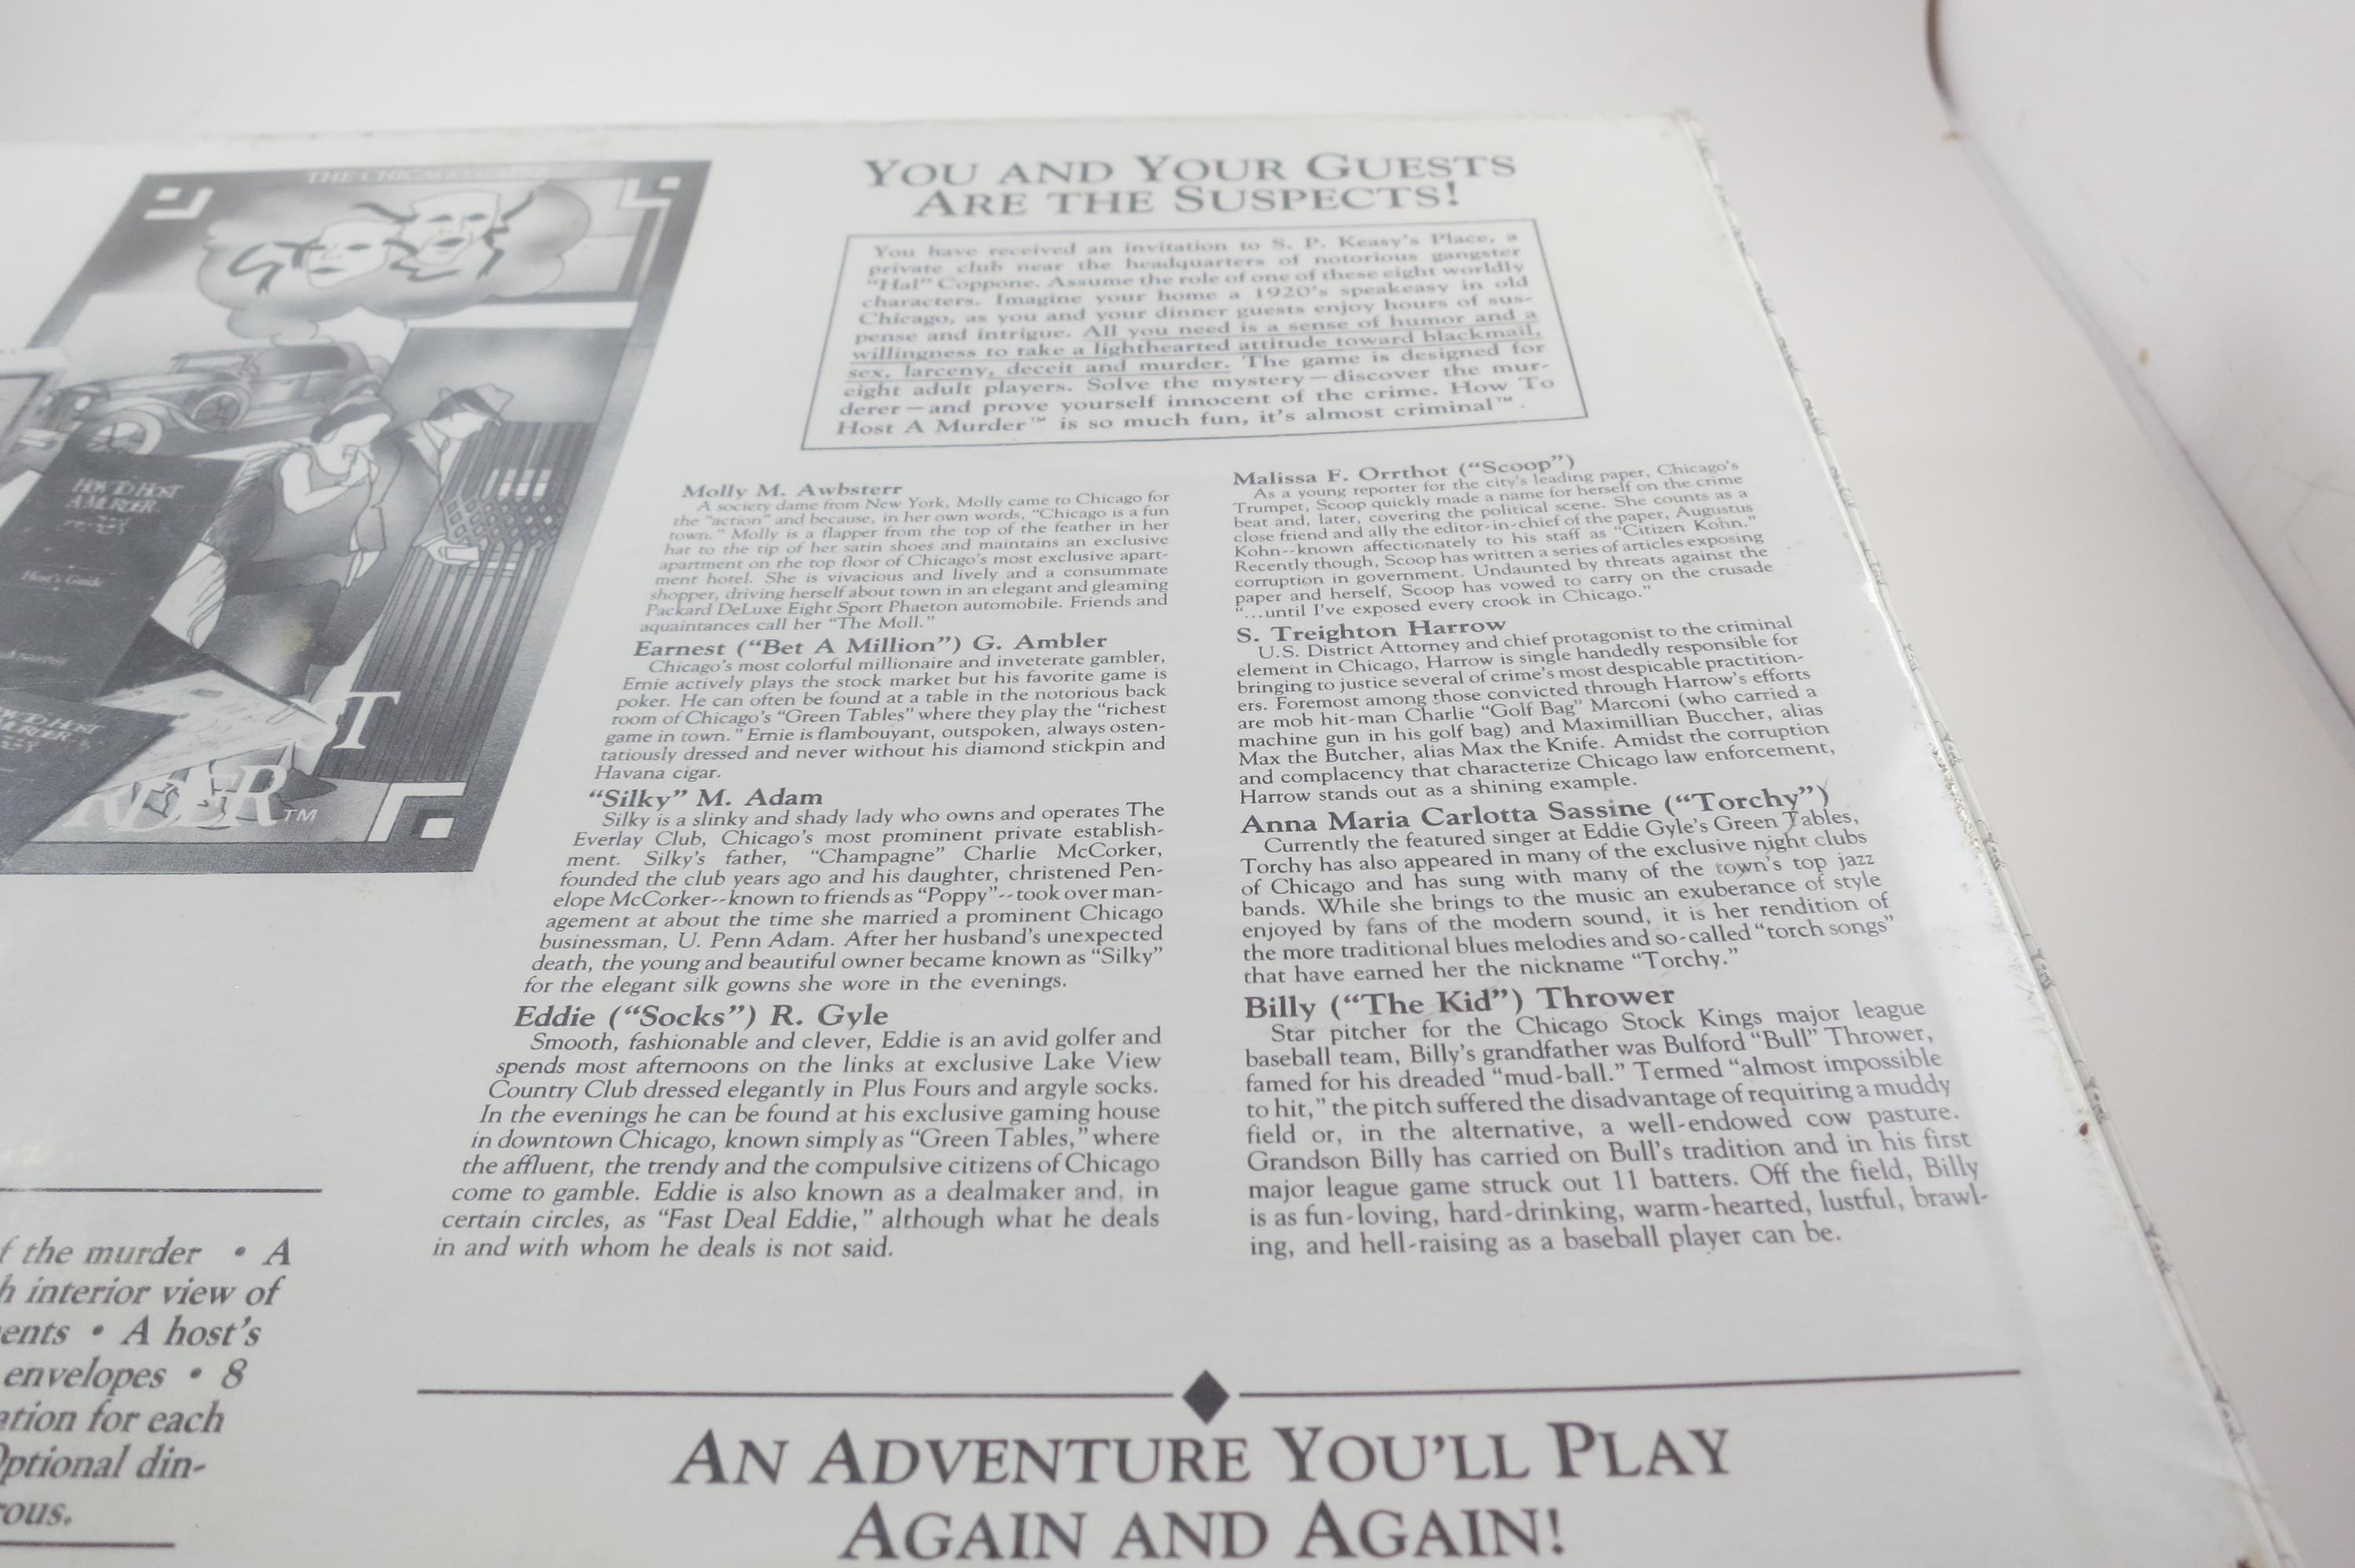 THE CHICAGO CAPER
HOW TO HOST
A MURDER
Host's Guide
T
RDER™
YOU AND YOUR GUESTS
ARE THE SUSPECTS!
You have received an invitation to S. P. Keasy's Place, a
private club near the headquarters of notorious gangster
"Hal" Coppone. Assume the role of one of these eight worldly
characters. Imagine your home a 1920's speakeasy in old
Chicago, as you and your dinner guests enjoy hours of sus-
pense and intrigue. All you need is a sense of humor and a
willingness to take a lighthearted attitude toward blackmail,
sex, larceny, deceit and murder. The game is designed for
eight adult players. Solve the mystery—discover the mur-
derer—and prove yourself innocent of the crime. How To
Host A Murder™ is so much fun, it's almost criminal™.
Molly M. Awbsterr
A society dame from New York, Molly came to Chicago for
the "action" and because, in her own words, "Chicago is a fun
town." Molly is a flapper from the top of the feather in her
hat to the tip of her satin shoes and maintains an exclusive
apartment on the top floor of Chicago's most exclusive apart-
ment hotel. She is vivacious and lively and a consummate
shopper, driving herself about town in an elegant and gleaming
Packard DeLuxe Eight Sport Phaeton automobile. Friends and
aquaintances call her "The Moll."
Earnest ("Bet A Million") G. Ambler
Chicago's most colorful millionaire and inveterate gambler,
Ernie actively plays the stock market but his favorite game is
poker. He can often be found at a table in the notorious back
room of Chicago's "Green Tables" where they play the "richest
game in town." Ernie is flambouyant, outspoken, always osten-
tatiously dressed and never without his diamond stickpin and
Havana cigar.
"Silky" M. Adam
Silky is a slinky and shady lady who owns and operates The
Everlay Club, Chicago's most prominent private establish-
ment. Silky's father, "Champagne" Charlie McCorker,
founded the club years ago and his daughter, christened Pen-
elope McCorker--known to friends as "Poppy"--took over man-
agement at about the time she married a prominent Chicago
businessman, U. Penn Adam. After her husband's unexpected
death, the young and beautiful owner became known as "Silky"
for the elegant silk gowns she wore in the evenings.
Eddie ("Socks") R. Gyle
Smooth, fashionable and clever, Eddie is an avid golfer and
spends most afternoons on the links at exclusive Lake View
Country Club dressed elegantly in Plus Fours and argyle socks.
In the evenings he can be found at his exclusive gaming house
in downtown Chicago, known simply as "Green Tables," where
the affluent, the trendy and the compulsive citizens of Chicago
come to gamble. Eddie is also known as a dealmaker and, in
certain circles, as "Fast Deal Eddie," although what he deals
in and with whom he deals is not said.
Malissa F. Orrthot ("Scoop")
As a young reporter for the city's leading paper, Chicago's
Trumpet, Scoop quickly made a name for herself on the crime
beat and, later, covering the political scene. She counts as a
close friend and ally the editor-in-chief of the paper, Augustus
Kohn--known affectionately to his staff as "Citizen Kohn."
Recently though, Scoop has written a series of articles exposing
corruption in government. Undaunted by threats against the
paper and herself, Scoop has vowed to carry on the crusade
"...until I've exposed every crook in Chicago."
S. Treighton Harrow
U.S. District Attorney and chief protagonist to the criminal
element in Chicago, Harrow is single handedly responsible for
bringing to justice several of crime's most despicable practition-
ers. Foremost among those convicted through Harrow's efforts
are mob hit-man Charlie "Golf Bag" Marconi (who carried a
machine gun in his golf bag) and Maximillian Buccher, alias
Max the Butcher, alias Max the Knife. Amidst the corruption
and complacency that characterize Chicago law enforcement,
Harrow stands out as a shining example.
Anna Maria Carlotta Sassine ("Torchy")
Currently the featured singer at Eddie Gyle's Green Tables,
Torchy has also appeared in many of the exclusive night clubs
of Chicago and has sung with many of the town's top jazz
bands. While she brings to the music an exuberance of style
enjoyed by fans of the modern sound, it is her rendition of
the more traditional blues melodies and so-called "torch songs"
that have earned her the nickname "Torchy."
Billy ("The Kid") Thrower
Star pitcher for the Chicago Stock Kings major league
baseball team, Billy's grandfather was Bulford "Bull" Thrower,
famed for his dreaded "mud-ball." Termed "almost impossible
to hit," the pitch suffered the disadvantage of requiring a muddy
field or, in the alternative, a well-endowed cow pasture.
Grandson Billy has carried on Bull's tradition and in his first
major league game struck out 11 batters. Off the field, Billy
is as fun-loving, hard-drinking, warm-hearted, lustful, brawl-
ing, and hell-raising as a baseball player can be.
f the murder • A
h interior view of
ents • A host's
envelopes • 8
ation for each
Optional din-
rous.
AN ADVENTURE YOU'LL PLAY
AGAIN AND AGAIN!